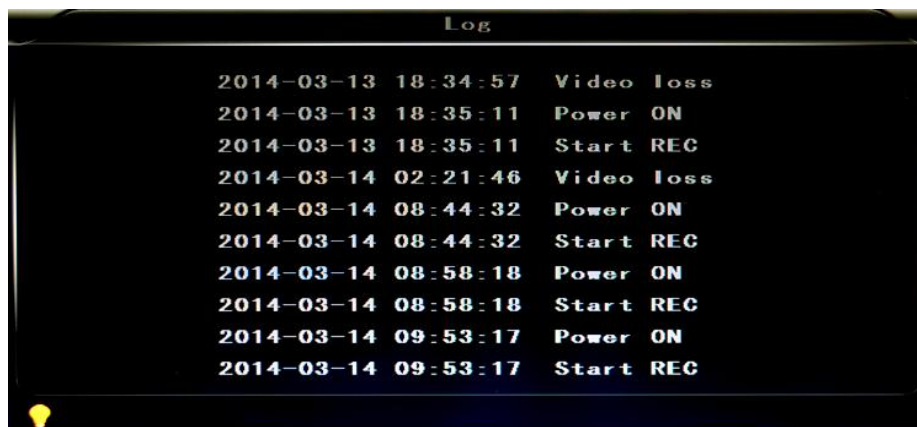 Log
2014-03-13 18:34:57 Video loss
2014-03-13 18:35:11 Power ON
2014-03-13 18:35:11 Start REC
2014-03-14 02:21:46 Video loss
2014-03-14 08:44:32 Power ON
2014-03-14 08:44:32 Start REC
2014-03-14 08:58:18 Power ON
2014-03-14 08:58:18 Start REC
2014-03-14 09:53:17 Power ON
2014-03-14 09:53:17 Start REC